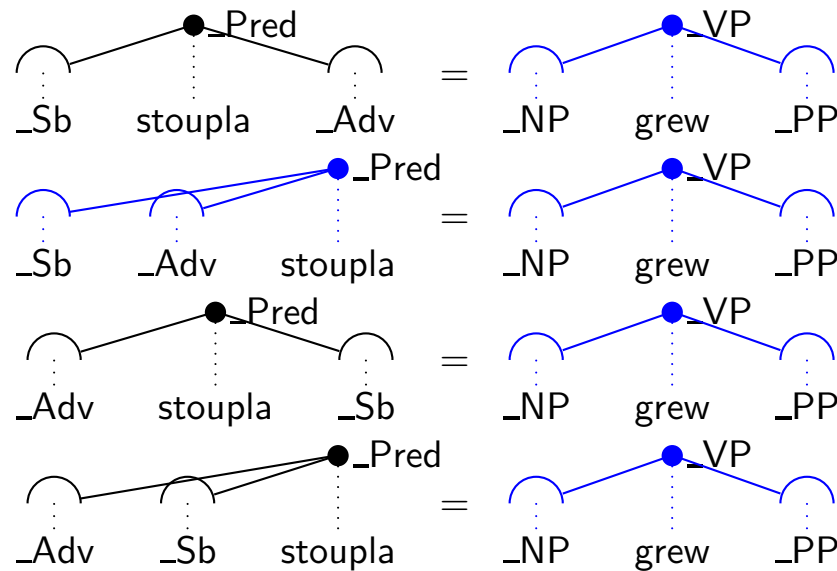 _Pred = _VP
_Sb stoupla _Adv _NP grew _PP
_Pred = _VP
_Sb _Adv stoupla _NP grew _PP
_Pred = _VP
_Adv stoupla _Sb _NP grew _PP
_Pred = _VP
_Adv _Sb stoupla _NP grew _PP